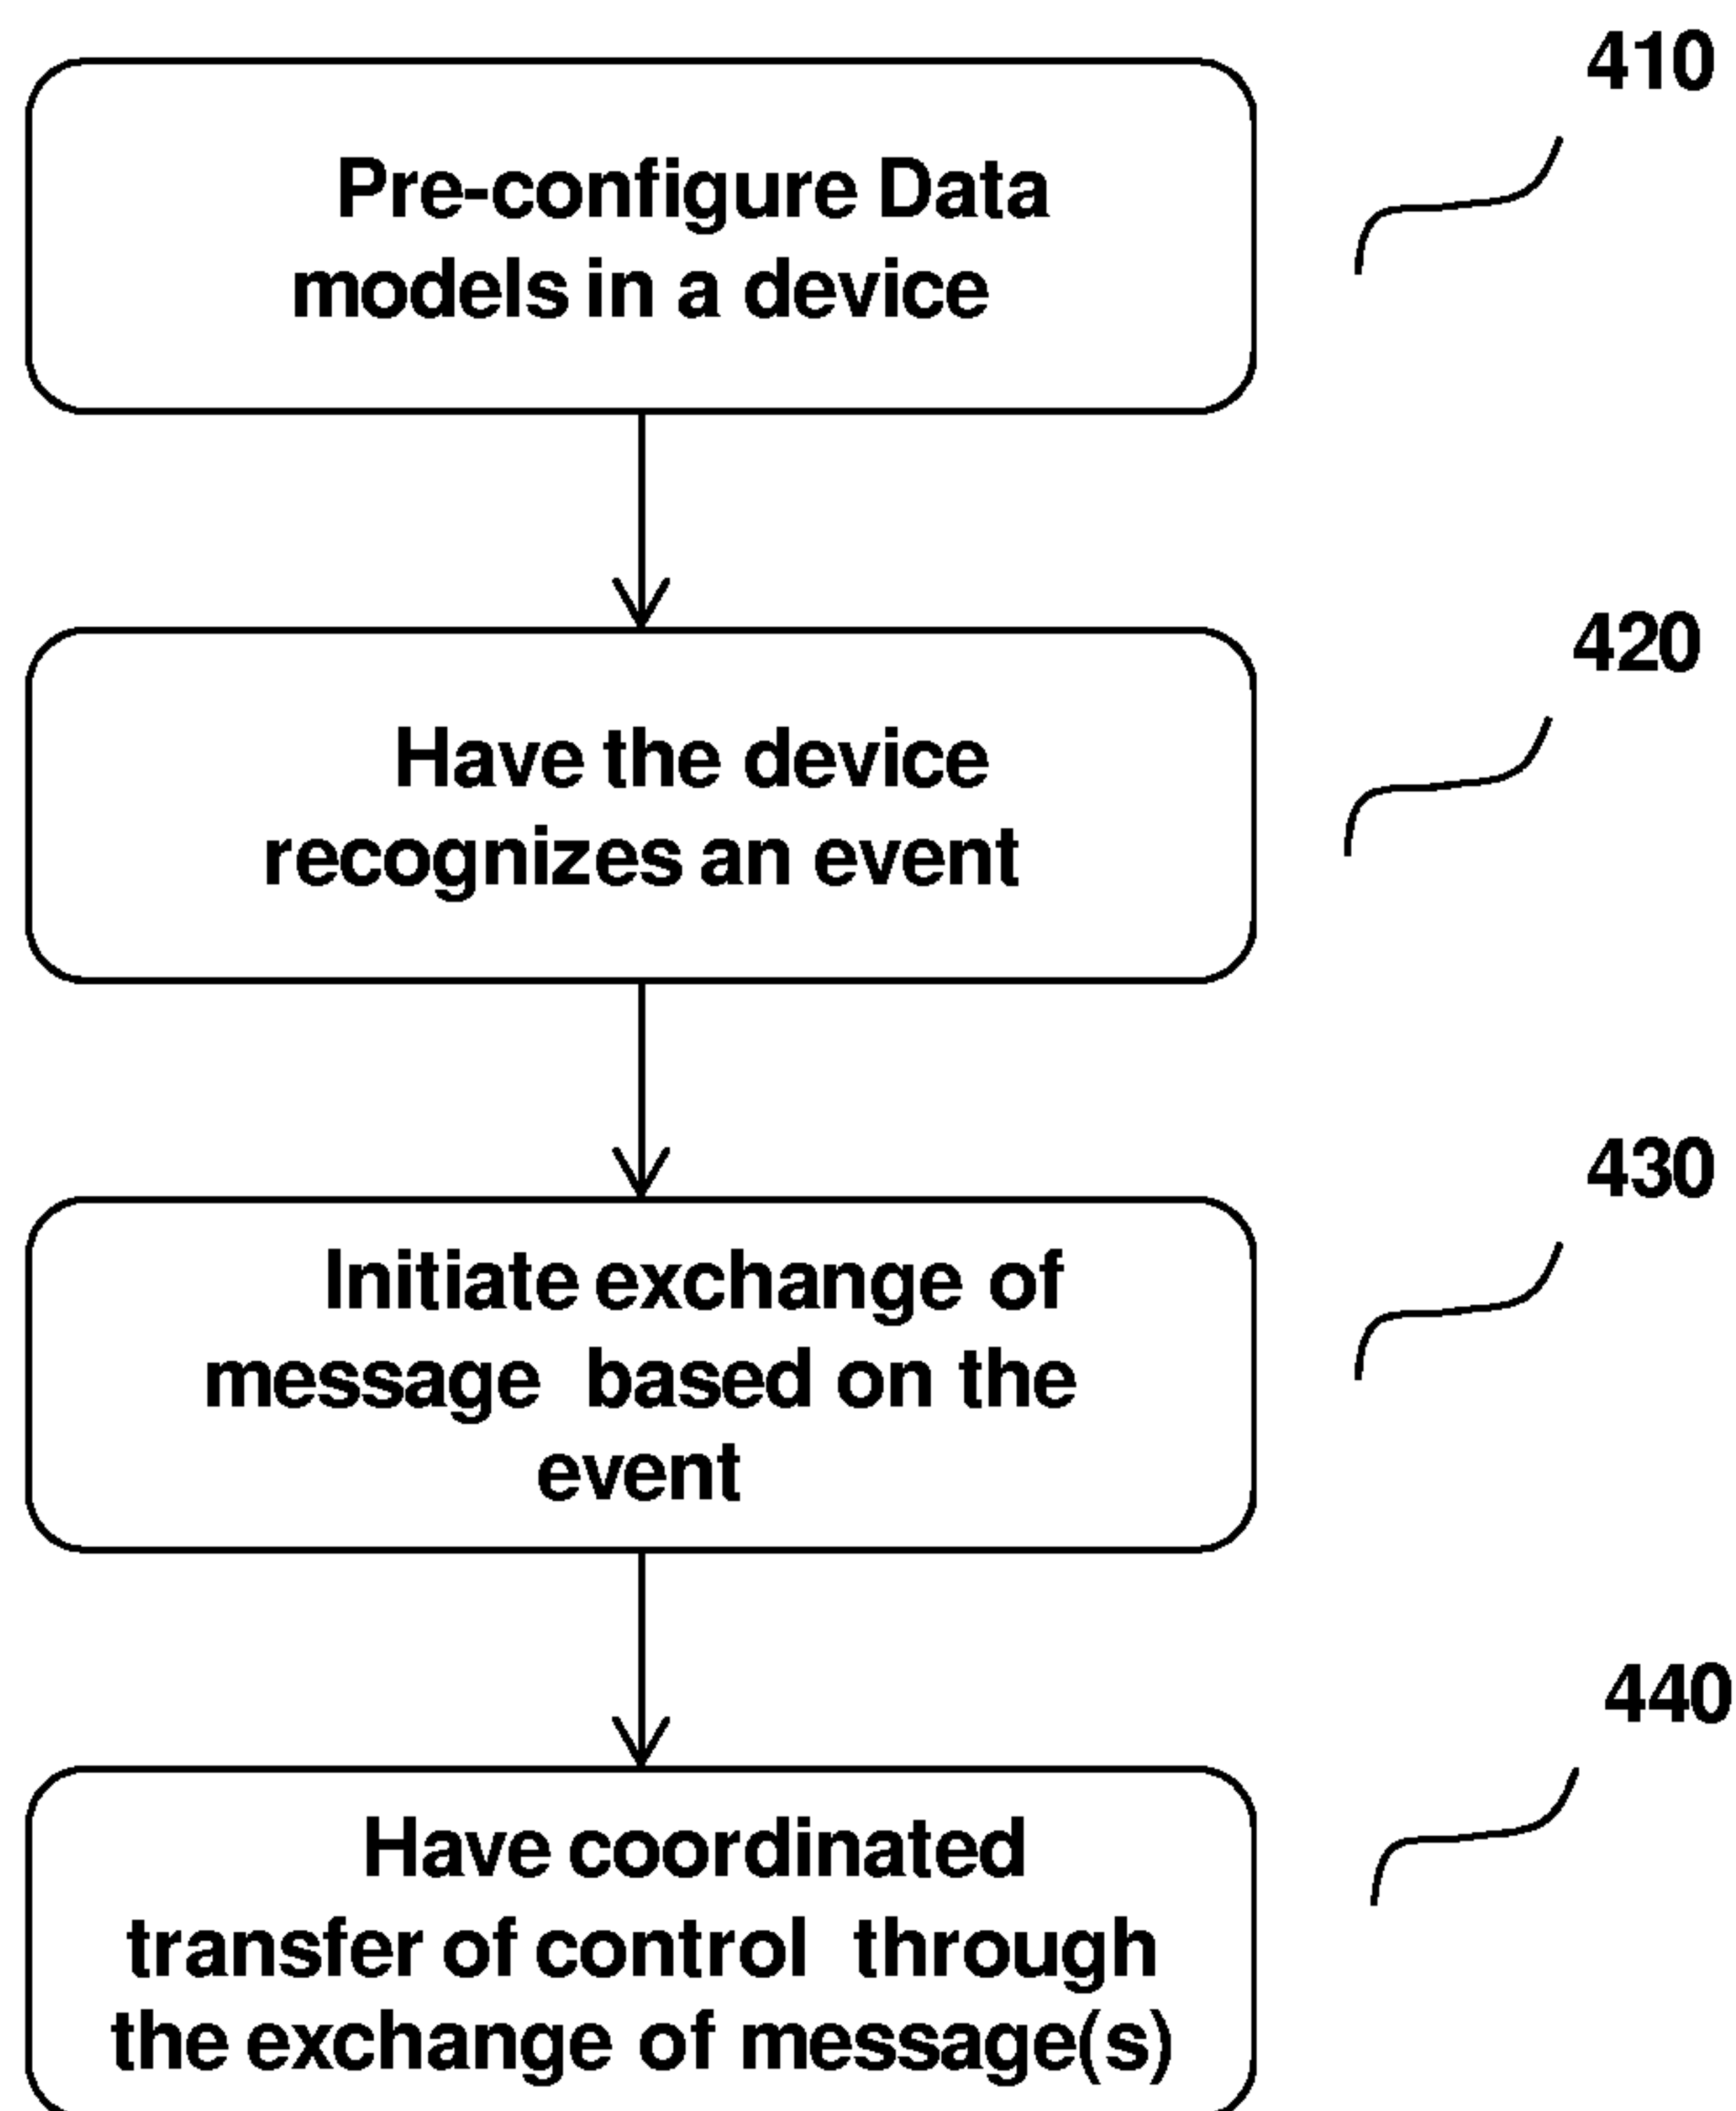 410
Pre-configure Data
models in a device
420
Have the device
recognizes an event
430
Initiate exchange of
message based on the
event
440
Have coordinated
transfer of control through
the exchange of message(s)